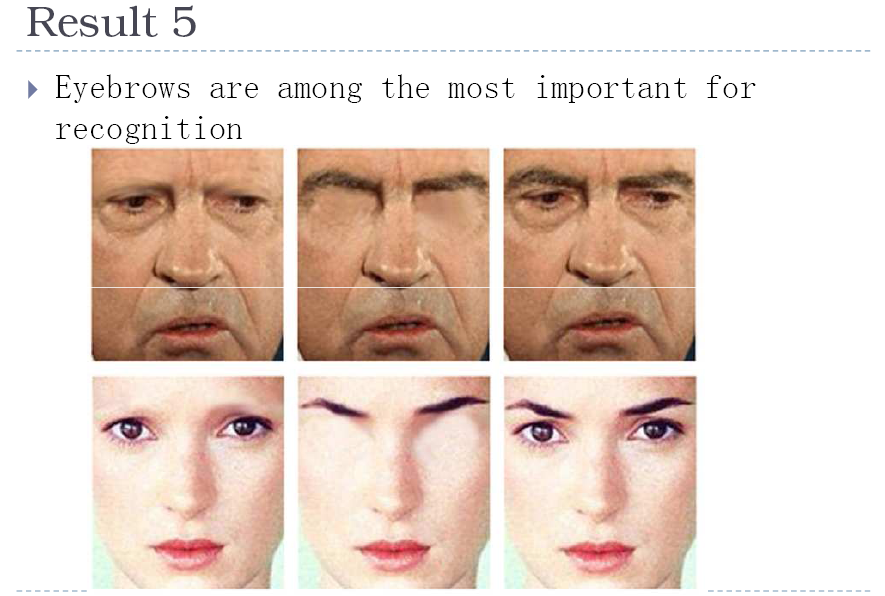 Result 5
Eyebrows are among the most important for
recognition